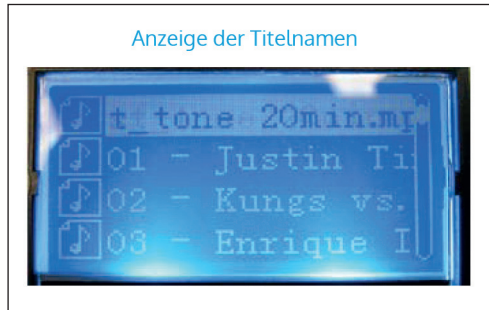 Anzeige der Titelnamen
t_tone 20min.mp
01 - Justin Ti
02 - Kungs vs.
03 - Enrique I